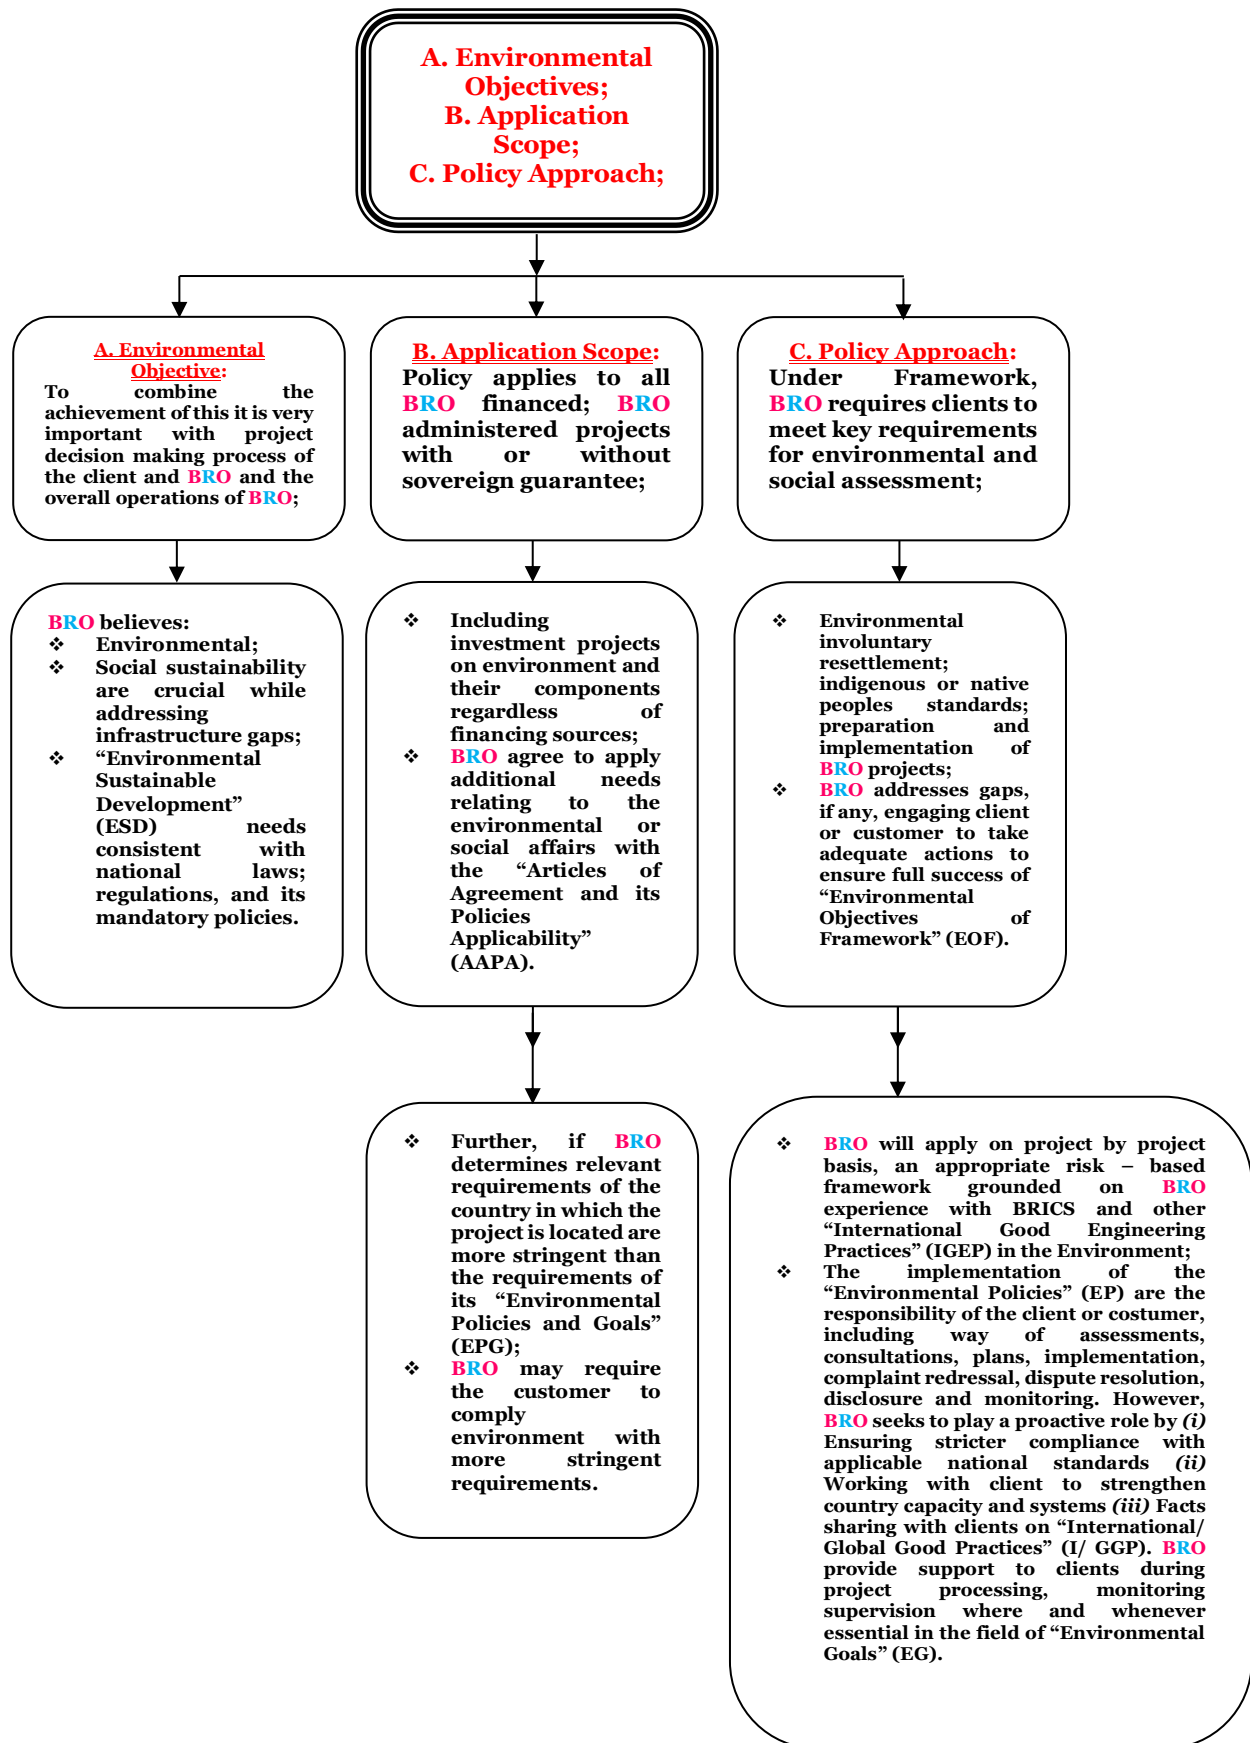 A. Environmental
Objectives;
B. Application
Scope;
C. Policy Approach;
A. Environmental
Objective:
To combine the
achievement of this it is very
important with project
decision making process of
the client and BRO and the
overall operations of BRO;
B. Application Scope:
Policy applies to all
BRO financed; BRO
administered projects
with or without
sovereign guarantee;
C. Policy Approach:
Under Framework,
BRO requires clients to
meet key requirements
for environmental and
social assessment;
BRO believes:
❖ Environmental;
❖ Social sustainability
are crucial while
addressing
infrastructure gaps;
❖ “Environmental
Sustainable
Development”
(ESD) needs
consistent with
national laws;
regulations, and its
mandatory policies.
❖ Including
investment projects
on environment and
their components
regardless of
financing sources;
❖ BRO agree to apply
additional needs
relating to the
environmental or
social affairs with
the “Articles of
Agreement and its
Policies
Applicability”
(AAPA).
❖ Environmental
involuntary
resettlement;
indigenous or native
peoples standards;
preparation and
implementation of
BRO projects;
❖ BRO addresses gaps,
if any, engaging client
or customer to take
adequate actions to
ensure full success of
“Environmental
Objectives of
Framework” (EOF).
❖ Further, if BRO
determines relevant
requirements of the
country in which the
project is located are
more stringent than
the requirements of
its “Environmental
Policies and Goals”
(EPG);
❖ BRO may require
the customer to
comply
environment with
more stringent
requirements.
❖ BRO will apply on project by project
basis, an appropriate risk – based
framework grounded on BRO
experience with BRICS and other
“International Good Engineering
Practices” (IGEP) in the Environment;
❖ The implementation of the
“Environmental Policies” (EP) are the
responsibility of the client or costumer,
including way of assessments,
consultations, plans, implementation,
complaint redressal, dispute resolution,
disclosure and monitoring. However,
BRO seeks to play a proactive role by (i)
Ensuring stricter compliance with
applicable national standards (ii)
Working with client to strengthen
country capacity and systems (iii) Facts
sharing with clients on “International/
Global Good Practices” (I/ GGP). BRO
provide support to clients during
project processing, monitoring
supervision where and whenever
essential in the field of “Environmental
Goals” (EG).